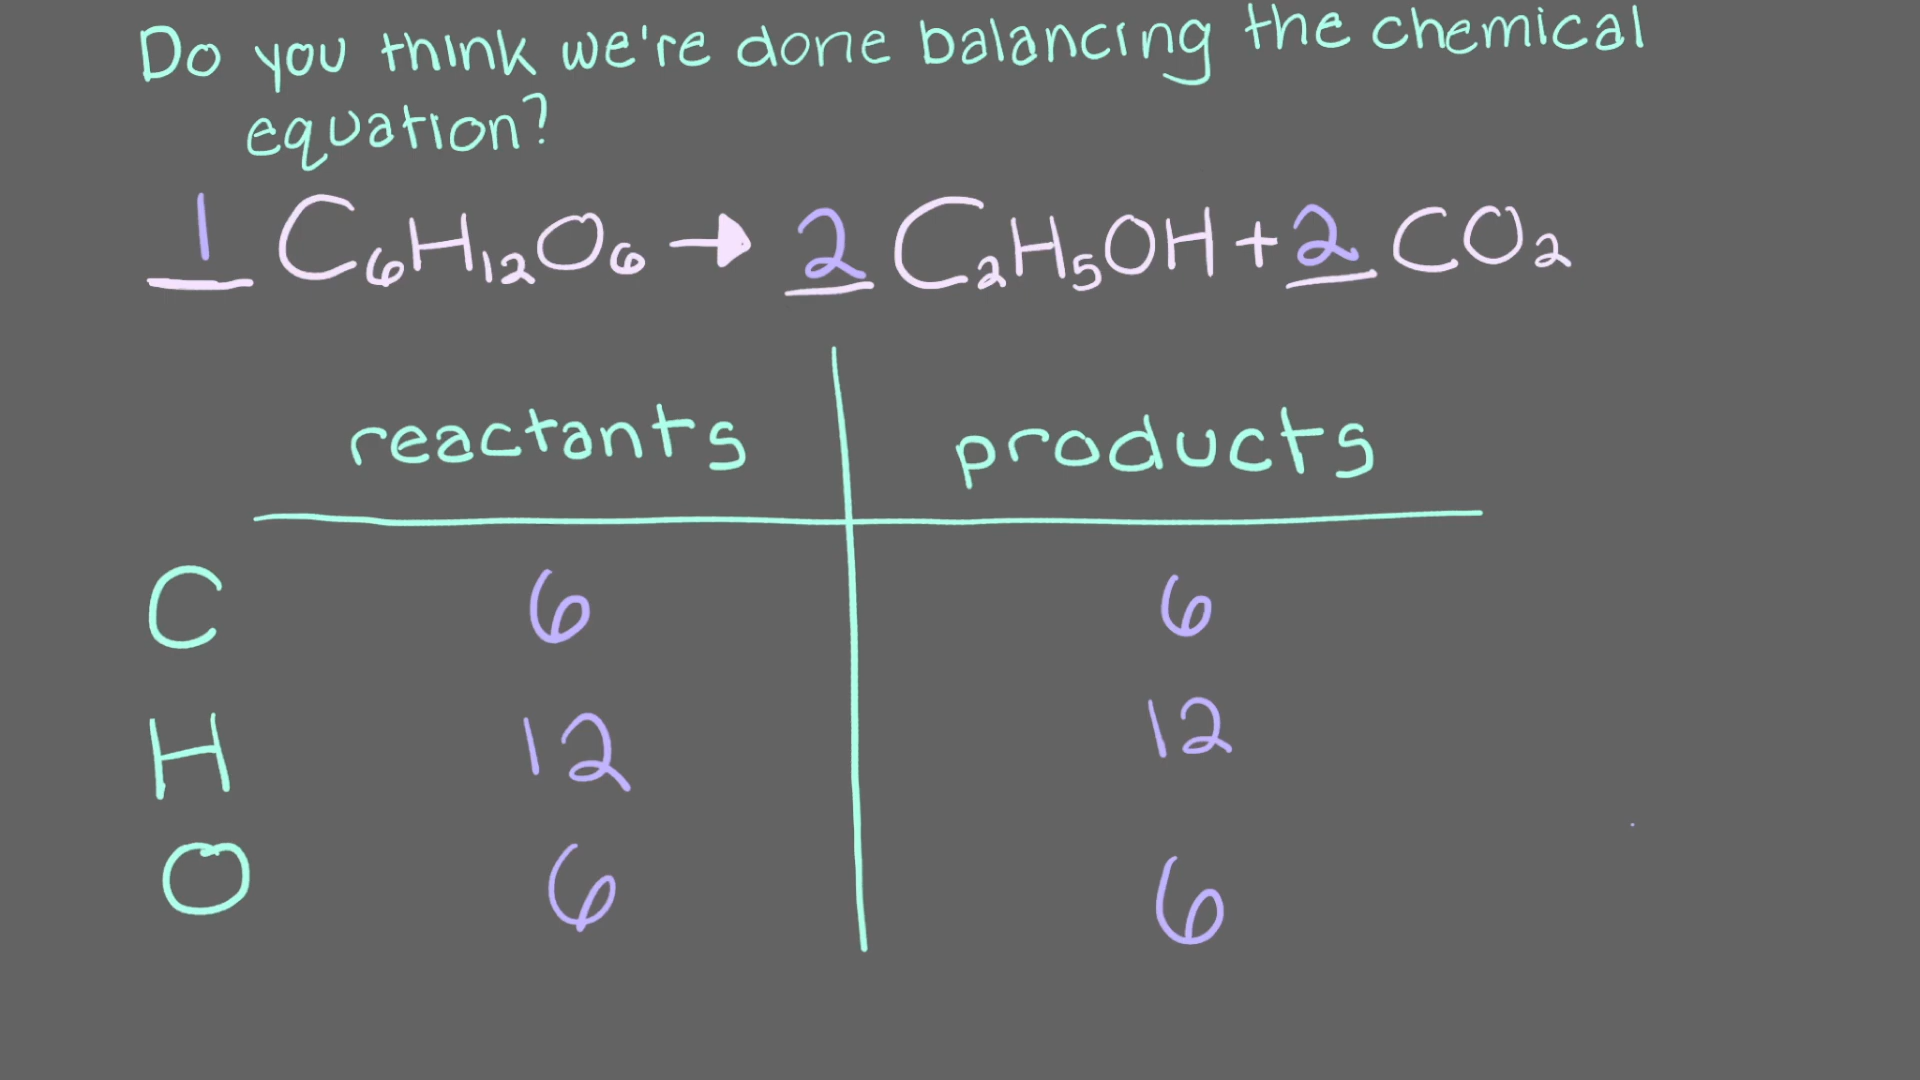 Do you think we're done balancing the chemical
equation?
1 C₆H₁₂O₆ → 2 C₂H₅OH + 2 CO₂
reactants products
C 6 6
H 12 12
O 6 6